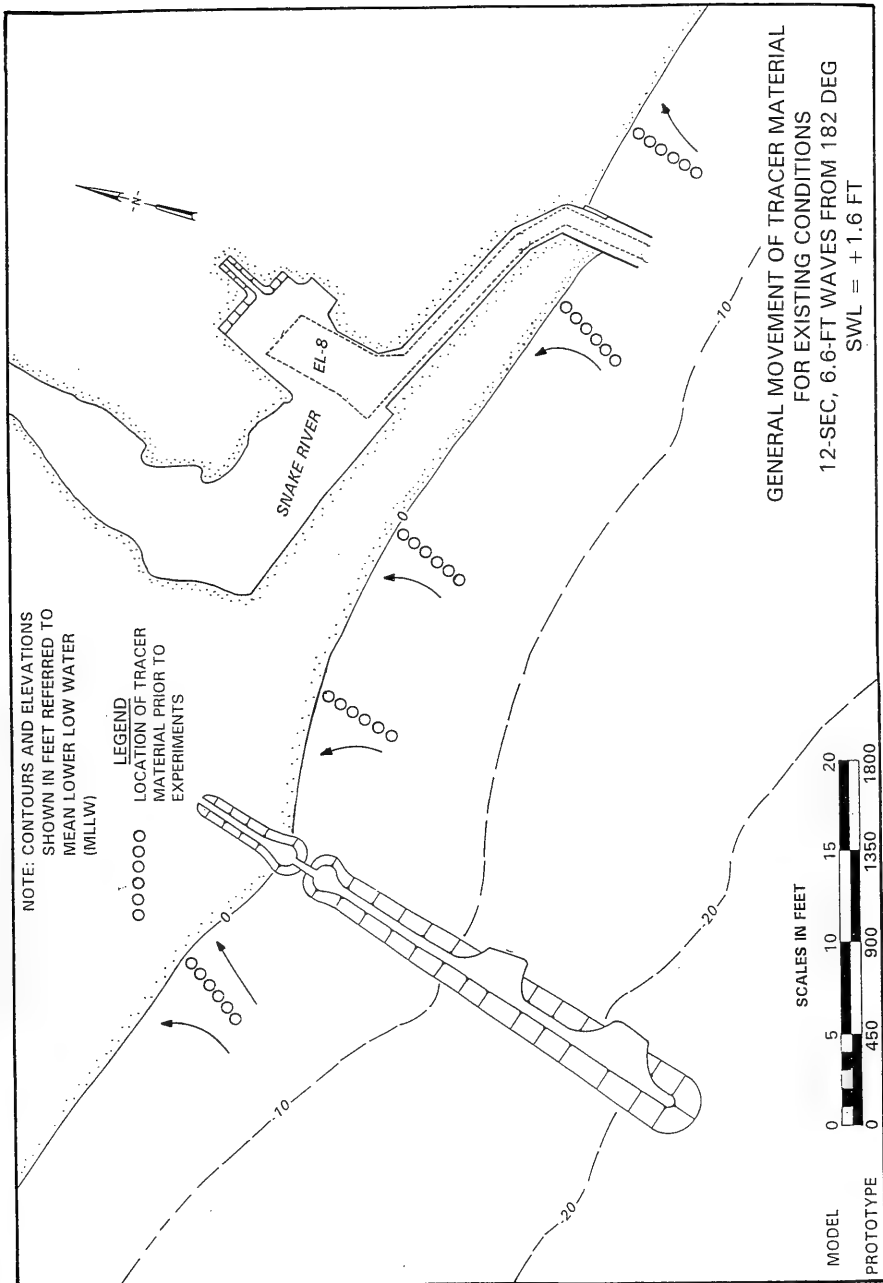 NOTE: CONTOURS AND ELEVATIONS
SHOWN IN FEET REFERRED TO
MEAN LOWER LOW WATER
(MLLW)
LEGEND
LOCATION OF TRACER
MATERIAL PRIOR TO
EXPERIMENTS
-N-
SNAKE RIVER
EL-8
0
0
-10
-10
-20
-20
SCALES IN FEET
MODEL
0 5 10 15 20
PROTOTYPE
0 450 900 1350 1800
GENERAL MOVEMENT OF TRACER MATERIAL
FOR EXISTING CONDITIONS
12-SEC, 6.6-FT WAVES FROM 182 DEG
SWL = +1.6 FT